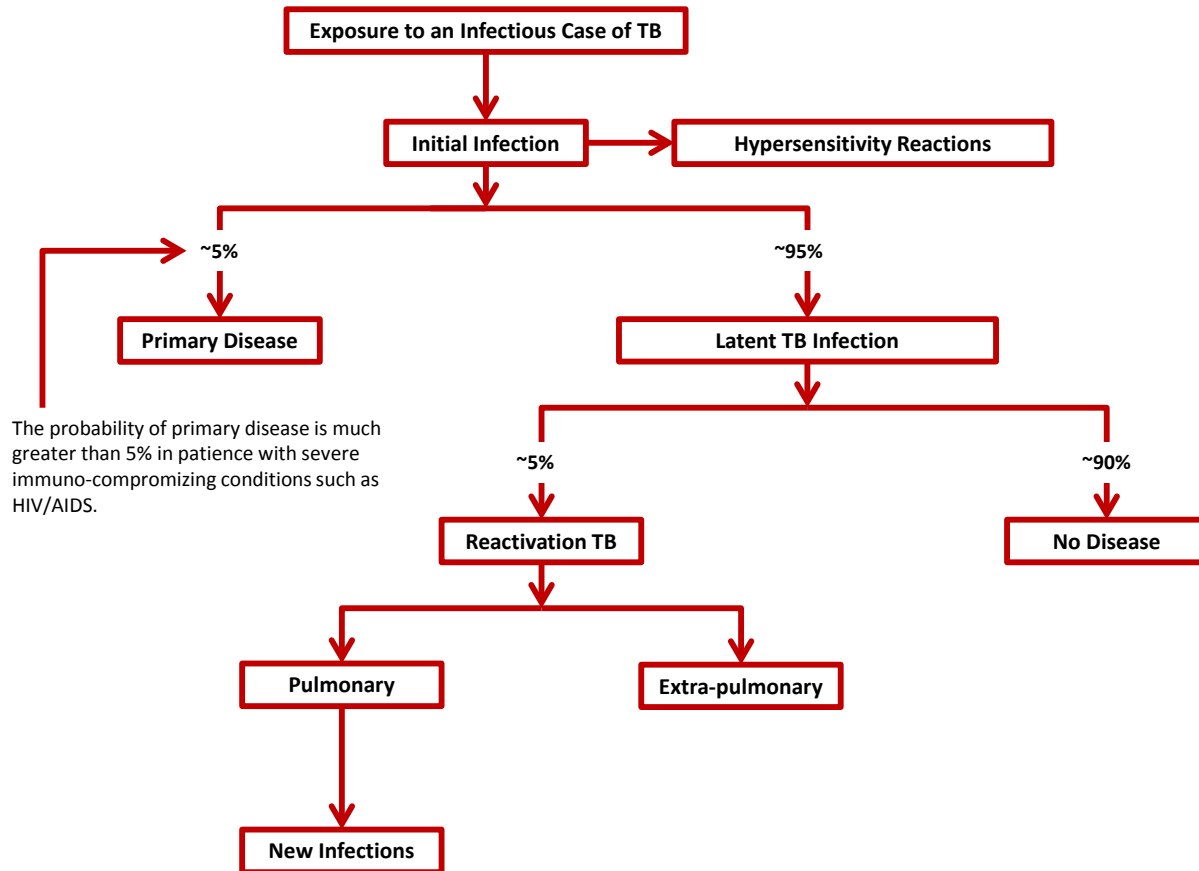 Exposure to an Infectious Case of TB
Initial Infection
Hypersensitivity Reactions
~5%
~95%
Primary Disease
Latent TB Infection
The probability of primary disease is much
greater than 5% in patience with severe
immuno-compromizing conditions such as
HIV/AIDS.
~5%
~90%
Reactivation TB
No Disease
Pulmonary
Extra-pulmonary
New Infections